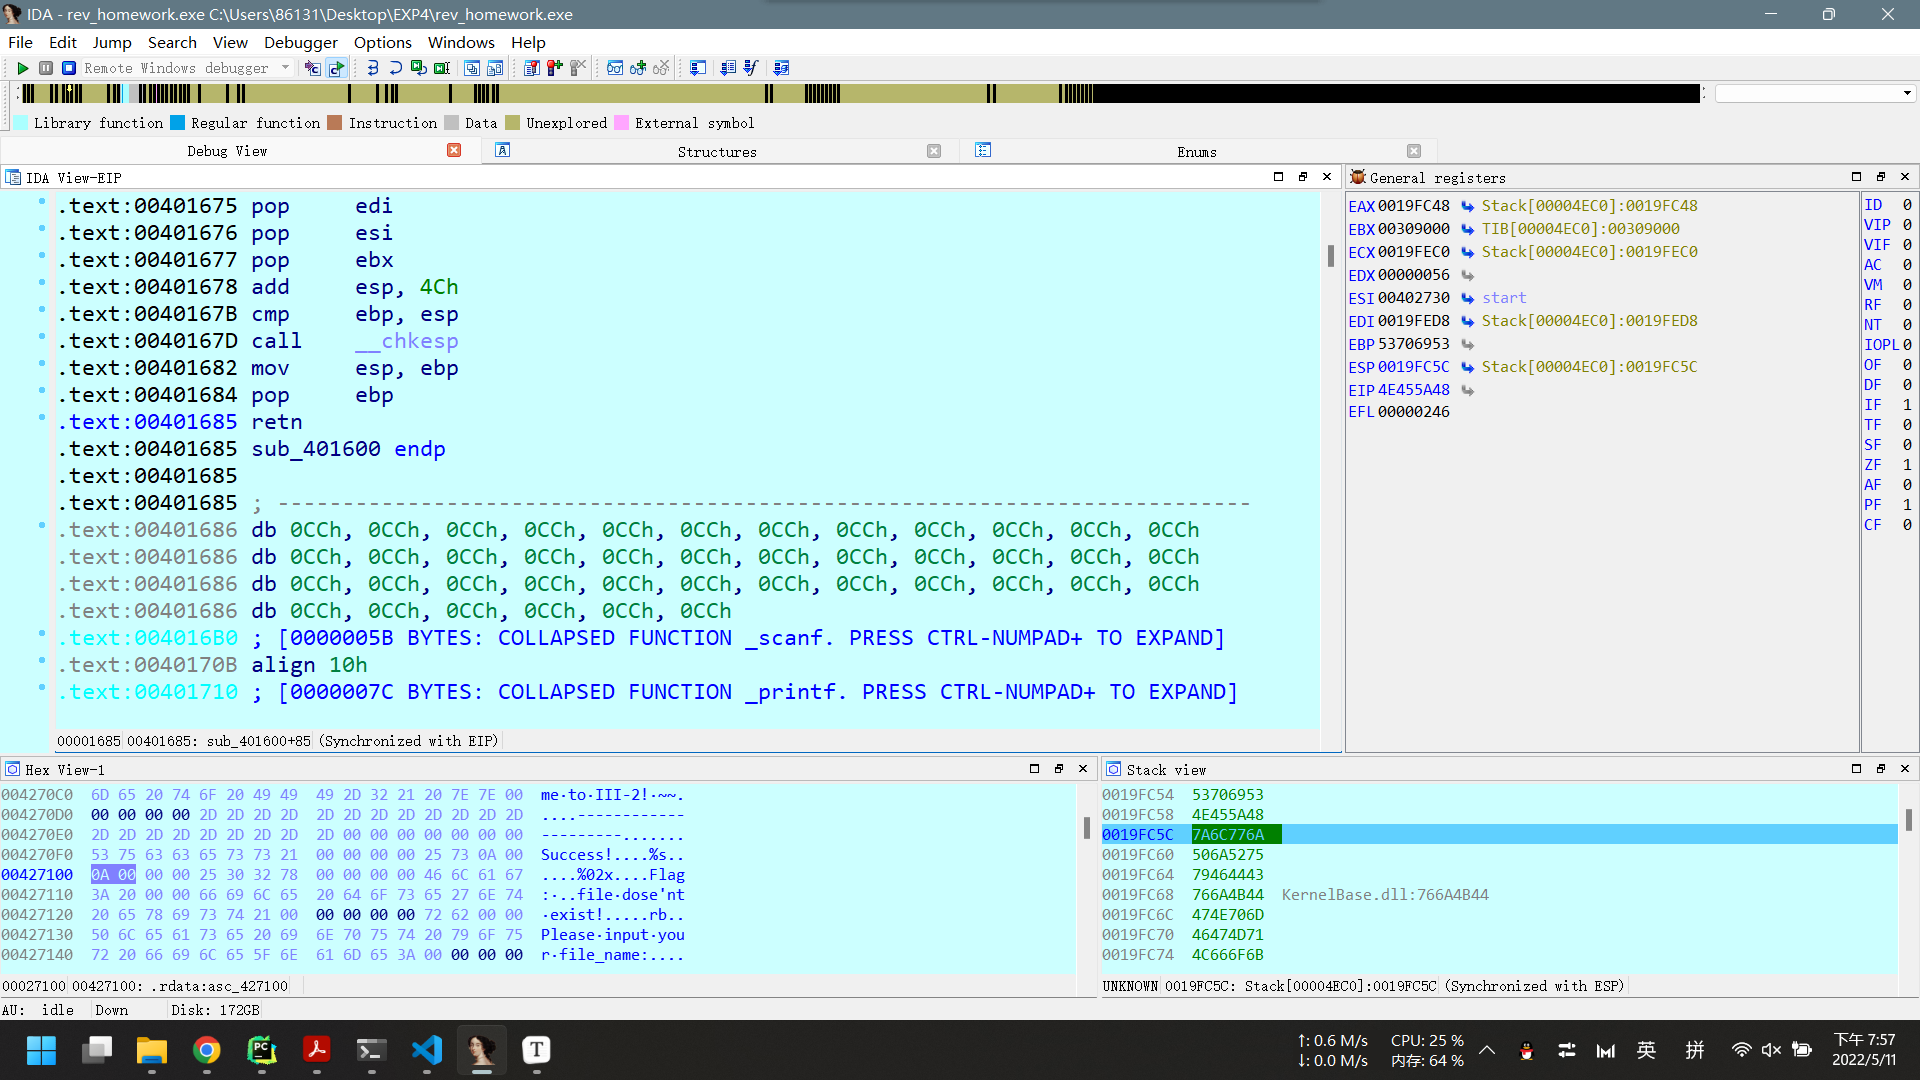 IDA - rev_homework.exe C:\Users\86131\Desktop\EXP4\rev_homework.exe
File Edit Jump Search View Debugger Options Windows Help
Remote Windows debugger
Library function Regular function Instruction Data Unexplored External symbol
Debug View Structures Enums
IDA View-EIP
.text:00401675 pop edi
.text:00401676 pop esi
.text:00401677 pop ebx
.text:00401678 add esp, 4Ch
.text:0040167B cmp ebp, esp
.text:0040167D call __chkesp
.text:00401682 mov esp, ebp
.text:00401684 pop ebp
.text:00401685 retn
.text:00401685 sub_401600 endp
.text:00401685
.text:00401685 ; ---------------------------------------------------------------------------
.text:00401686 db 0CCh, 0CCh, 0CCh, 0CCh, 0CCh, 0CCh, 0CCh, 0CCh, 0CCh, 0CCh, 0CCh, 0CCh
.text:00401686 db 0CCh, 0CCh, 0CCh, 0CCh, 0CCh, 0CCh, 0CCh, 0CCh, 0CCh, 0CCh, 0CCh, 0CCh
.text:00401686 db 0CCh, 0CCh, 0CCh, 0CCh, 0CCh, 0CCh, 0CCh, 0CCh, 0CCh, 0CCh, 0CCh, 0CCh
.text:00401686 db 0CCh, 0CCh, 0CCh, 0CCh, 0CCh, 0CCh
.text:004016B0 ; [0000005B BYTES: COLLAPSED FUNCTION _scanf. PRESS CTRL-NUMPAD+ TO EXPAND]
.text:0040170B align 10h
.text:00401710 ; [0000007C BYTES: COLLAPSED FUNCTION _printf. PRESS CTRL-NUMPAD+ TO EXPAND]
00001685 00401685: sub_401600+85 (Synchronized with EIP)
General registers
EAX 0019FC48 Stack[00004EC0]:0019FC48
EBX 00309000 TIB[00004EC0]:00309000
ECX 0019FEC0 Stack[00004EC0]:0019FEC0
EDX 00000056
ESI 00402730 start
EDI 0019FED8 Stack[00004EC0]:0019FED8
EBP 53706953
ESP 0019FC5C Stack[00004EC0]:0019FC5C
EIP 4E455A48
EFL 00000246
ID 0
VIP 0
VIF 0
AC 0
VM 0
RF 0
NT 0
IOPL 0
OF 0
DF 0
IF 1
TF 0
SF 0
ZF 1
AF 0
PF 1
CF 0
Hex View-1
004270C0 6D 65 20 74 6F 20 49 49 49 2D 32 21 20 7E 7E 00 me·to·III-2!·~~.
004270D0 00 00 00 00 2D 2D 2D 2D 2D 2D 2D 2D 2D 2D 2D 2D ....------------
004270E0 2D 2D 2D 2D 2D 2D 2D 2D 2D 00 00 00 00 00 00 00 ---------.......
004270F0 53 75 63 63 65 73 73 21 00 00 00 00 25 73 0A 00 Success!....%s..
00427100 0A 00 00 00 25 30 32 78 00 00 00 00 46 6C 61 67 ....%02x....Flag
00427110 3A 20 00 00 66 69 6C 65 20 64 6F 73 65 27 6E 74 :·..file·dose'nt
00427120 20 65 78 69 73 74 21 00 00 00 00 00 72 62 00 00 ·exist!.....rb..
00427130 50 6C 65 61 73 65 20 69 6E 70 75 74 20 79 6F 75 Please·input·you
00427140 72 20 66 69 6C 65 5F 6E 61 6D 65 3A 00 00 00 00 r·file_name:....
00027100 00427100: .rdata:asc_427100
Stack view
0019FC54 53706953
0019FC58 4E455A48
0019FC5C 7A6C776A
0019FC60 506A5275
0019FC64 79464443
0019FC68 766A4B44 KernelBase.dll:766A4B44
0019FC6C 474E706D
0019FC70 46474D71
0019FC74 4C666F6B
UNKNOWN 0019FC5C: Stack[00004EC0]:0019FC5C (Synchronized with ESP)
AU: idle Down Disk: 172GB
↑: 0.6 M/s CPU: 25 %
↓: 0.0 M/s 内存: 64 %
英 拼
下午 7:57
2022/5/11